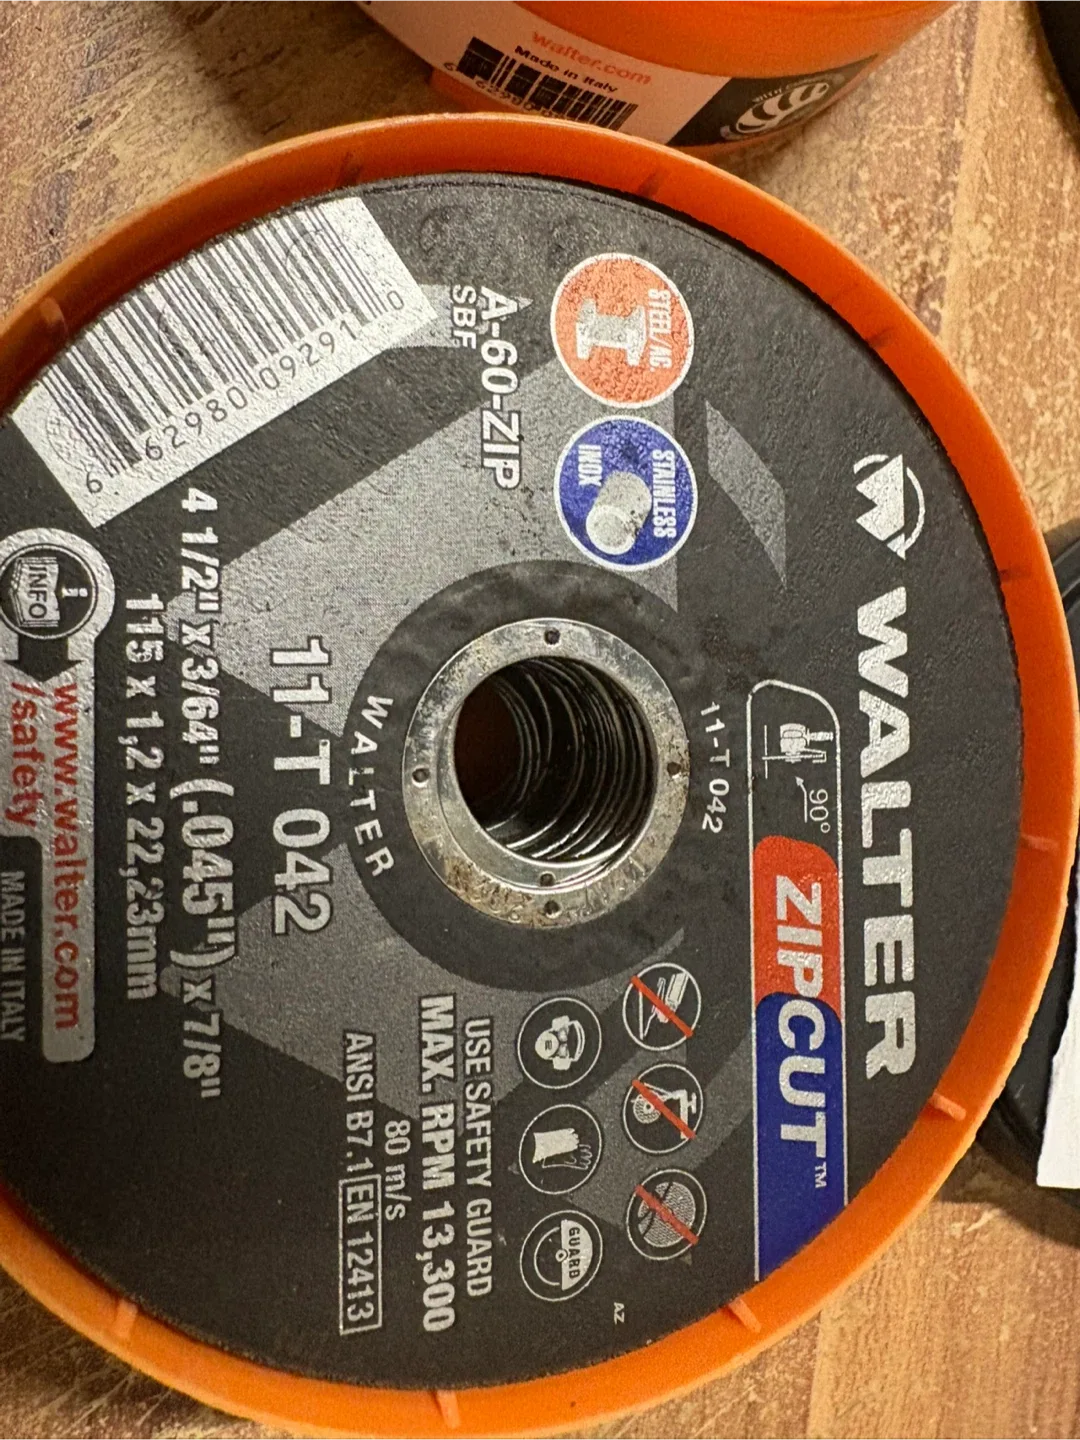 walter.com
Made in Italy
WALTER
ZIPCUT™
90°
11-T 042
STEEL/AC.
STAINLESS
INOX
A-60-ZIP
SBF
6 62980 09291 0
WALTER
11-T 042
4 1/2" x 3/64" (.045") x 7/8"
115 x 1,2 x 22,23mm
i
INFO
www.walter.com
/safety
MADE IN ITALY
GUARD
USE SAFETY GUARD
MAX. RPM 13,300
80 m/s
ANSI B7.1 EN 12413
AZ